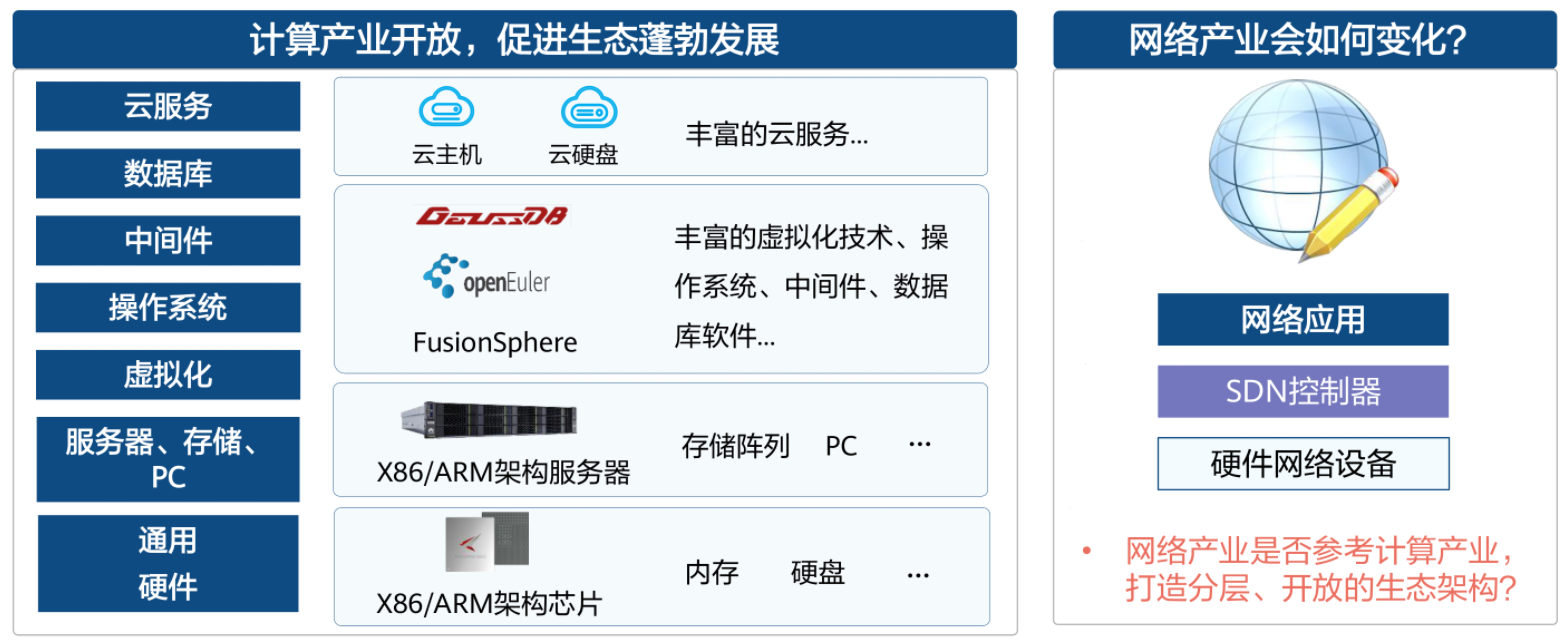 计算产业开放，促进生态蓬勃发展
云服务
数据库
中间件
操作系统
虚拟化
服务器、存储、
PC
通用
硬件
云主机
云硬盘
丰富的云服务...
GaussDB
openEuler
FusionSphere
丰富的虚拟化技术、操
作系统、中间件、数据
库软件...
X86/ARM架构服务器
存储阵列
PC
...
X86/ARM架构芯片
内存
硬盘
...
网络产业会如何变化？
网络应用
SDN控制器
硬件网络设备
• 网络产业是否参考计算产业，
打造分层、开放的生态架构？